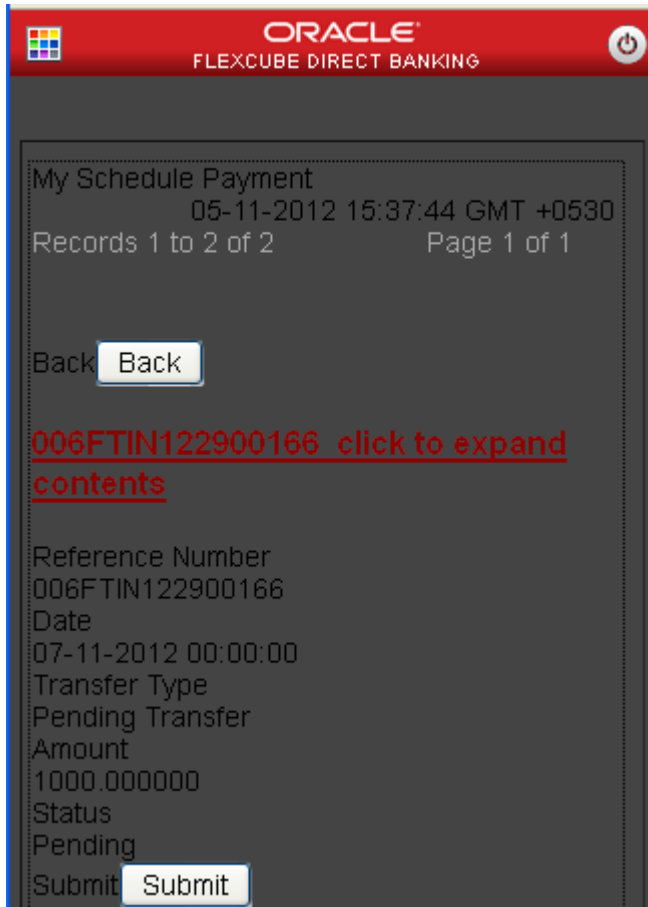 ORACLE®
FLEXCUBE DIRECT BANKING
My Schedule Payment
05-11-2012 15:37:44 GMT +0530
Records 1 to 2 of 2 Page 1 of 1
Back Back
006FTIN122900166 click to expand
contents
Reference Number
006FTIN122900166
Date
07-11-2012 00:00:00
Transfer Type
Pending Transfer
Amount
1000.000000
Status
Pending
Submit Submit